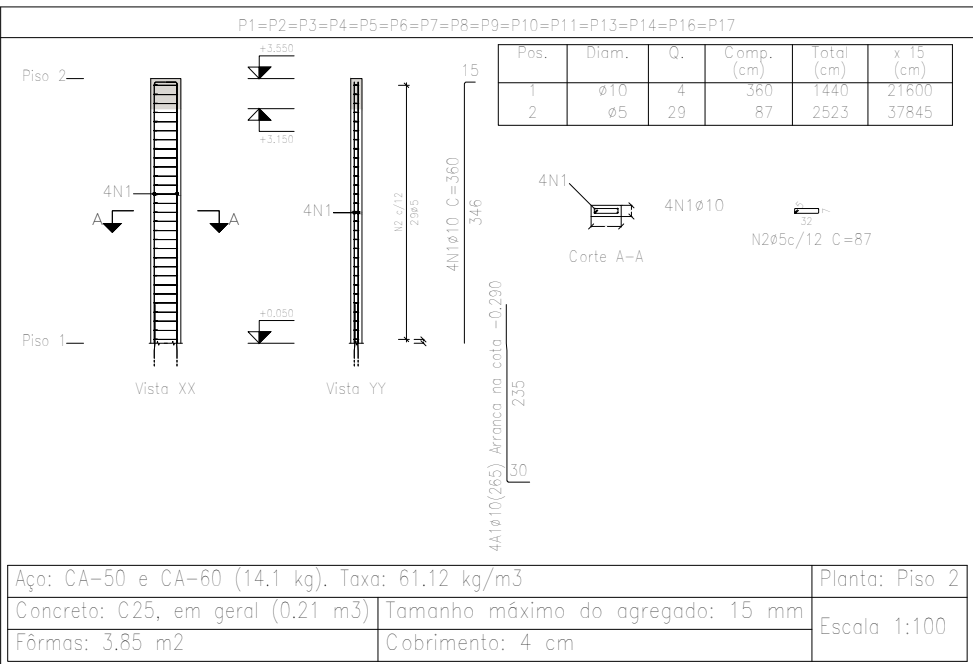 P1=P2=P3=P4=P5=P6=P7=P8=P9=P10=P11=P13=P14=P16=P17
Piso 2
+3.550
+3.150
4N1
A A
+0.050
Piso 1
Vista XX
4N1
N2 c/12
29ø5
Vista YY
15
4N1ø10 C=360
346
4A1ø10(265) Arranca na cota -0.290
235
30
Pos. Diam. Q. Comp. (cm) Total (cm) x 15 (cm)
1 ø10 4 360 1440 21600
2 ø5 29 87 2523 37845
4N1
4N1ø10
Corte A-A
5
32
7
N2ø5c/12 C=87
Aço: CA-50 e CA-60 (14.1 kg). Taxa: 61.12 kg/m3
Planta: Piso 2
Concreto: C25, em geral (0.21 m3)
Tamanho máximo do agregado: 15 mm
Escala 1:100
Fôrmas: 3.85 m2
Cobrimento: 4 cm